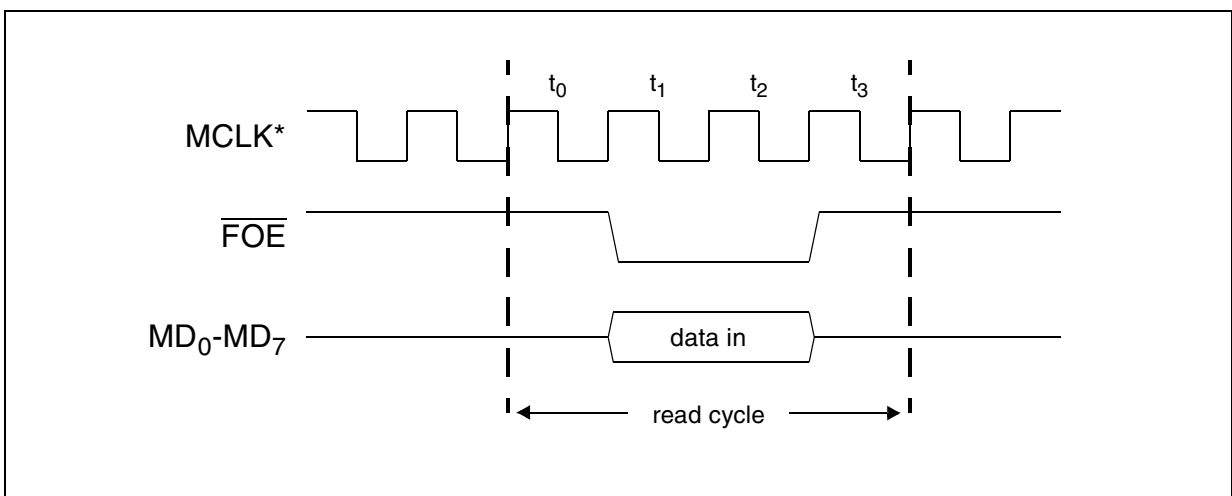 t0 t1 t2 t3
MCLK*
FOE
MD0-MD7
data in
read cycle